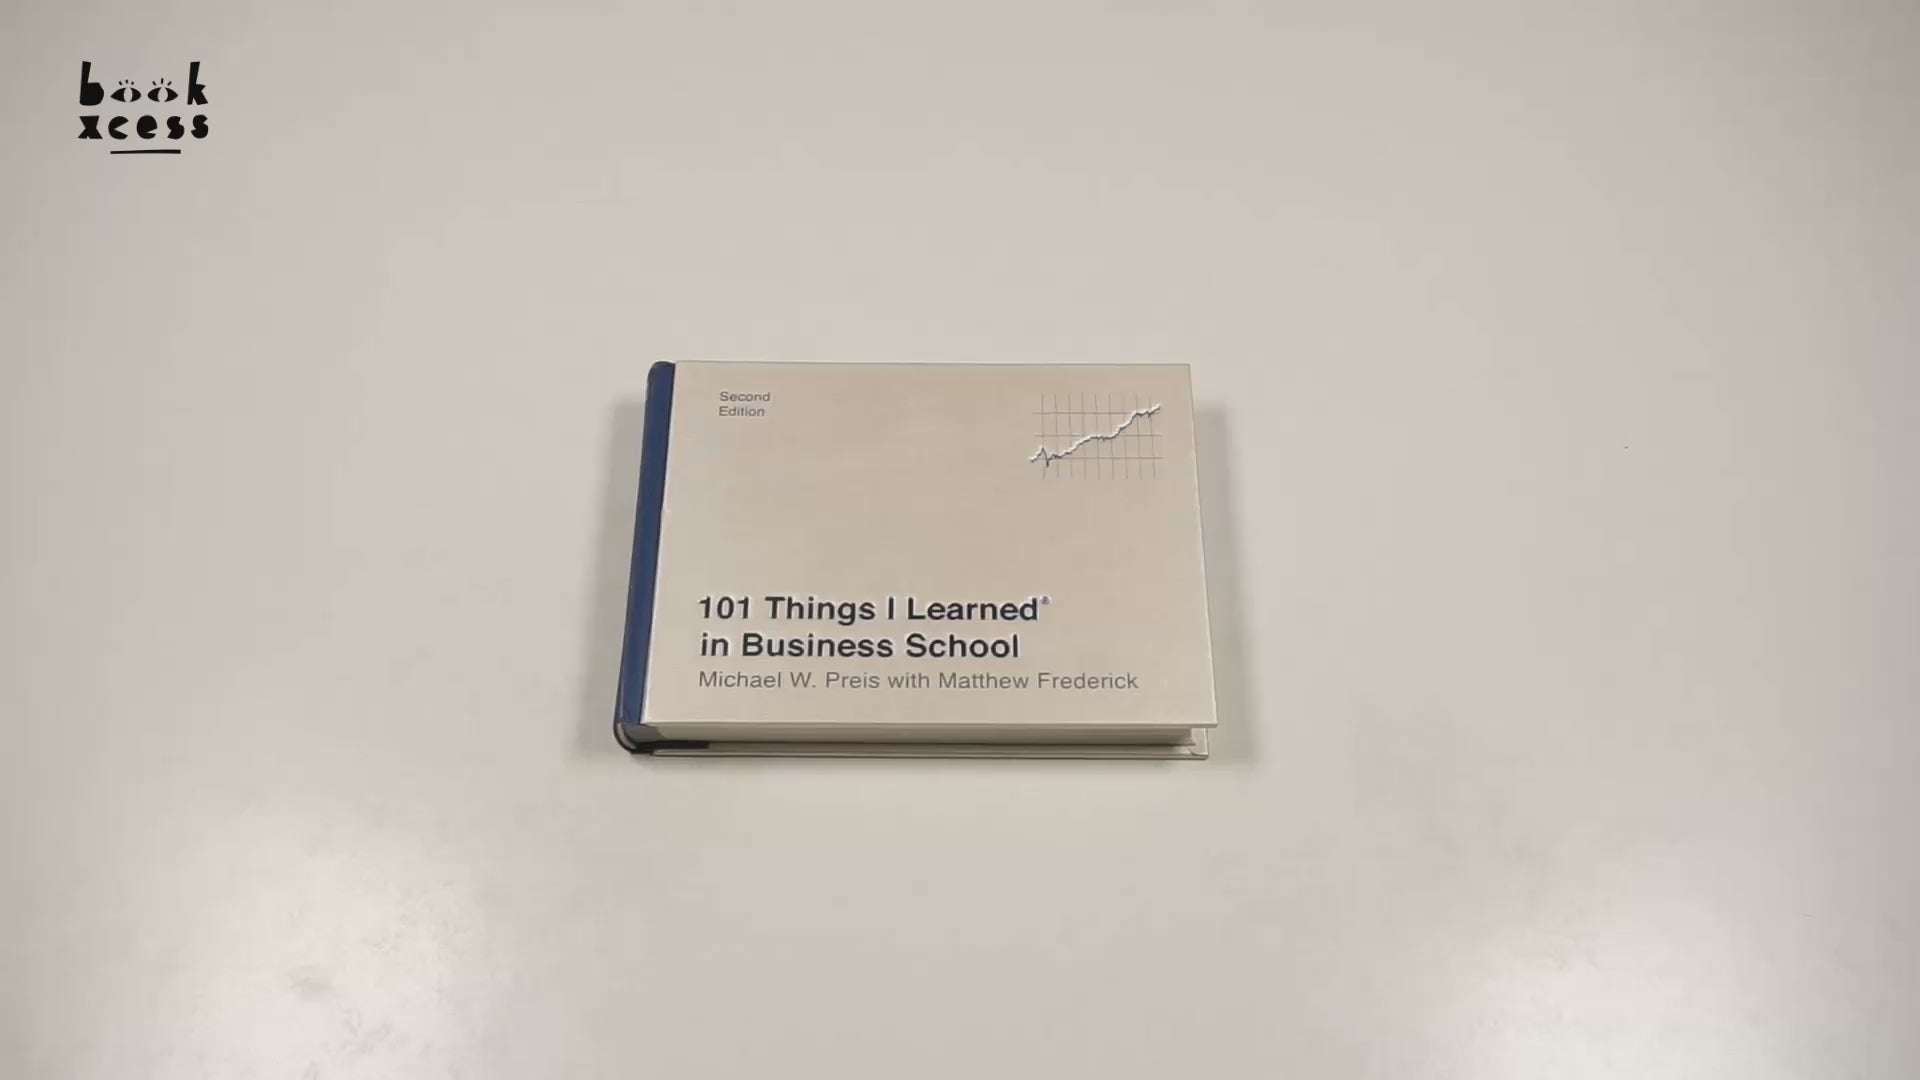 book
xcess
Second
Edition
101 Things I Learned®
in Business School
Michael W. Preis with Matthew Frederick